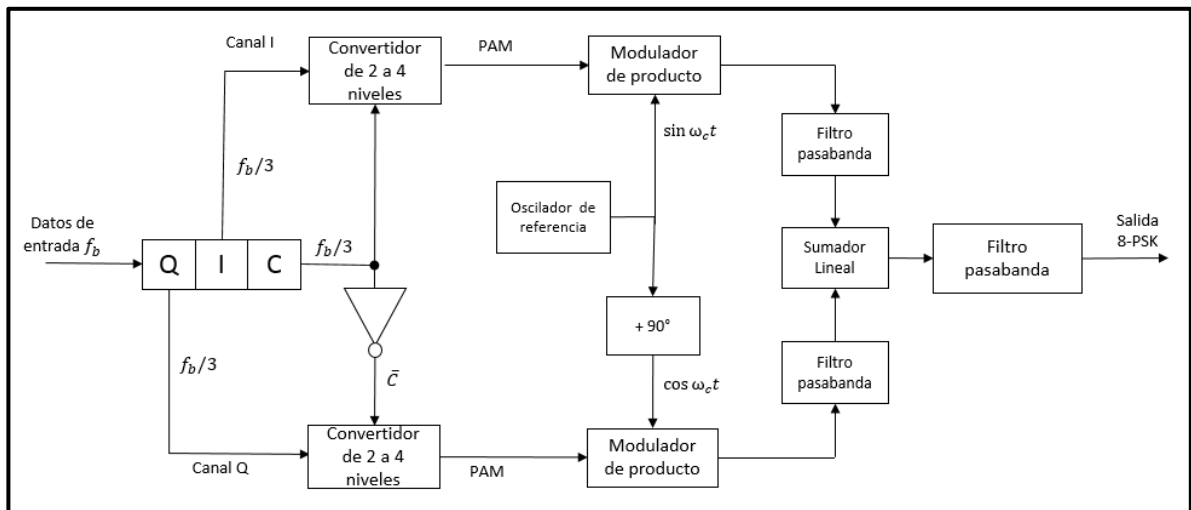 Canal I
Convertidor
de 2 a 4
niveles
PAM
Modulador
de producto
sin ω_c t
Filtro
pasabanda
f_b/3
Oscilador de
referencia
Datos de
entrada f_b
Q I C
f_b/3
Sumador
Lineal
Filtro
pasabanda
Salida
8-PSK
+ 90°
f_b/3
C̄
cos ω_c t
Filtro
pasabanda
Canal Q
Convertidor
de 2 a 4
niveles
PAM
Modulador
de producto